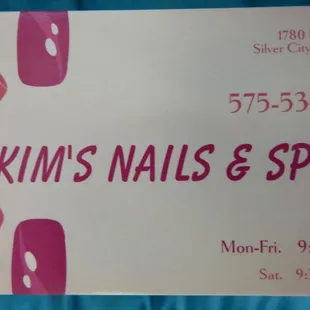 1780
Silver City
575-53
KIM'S NAILS & SP
Mon-Fri. 9:
Sat. 9: